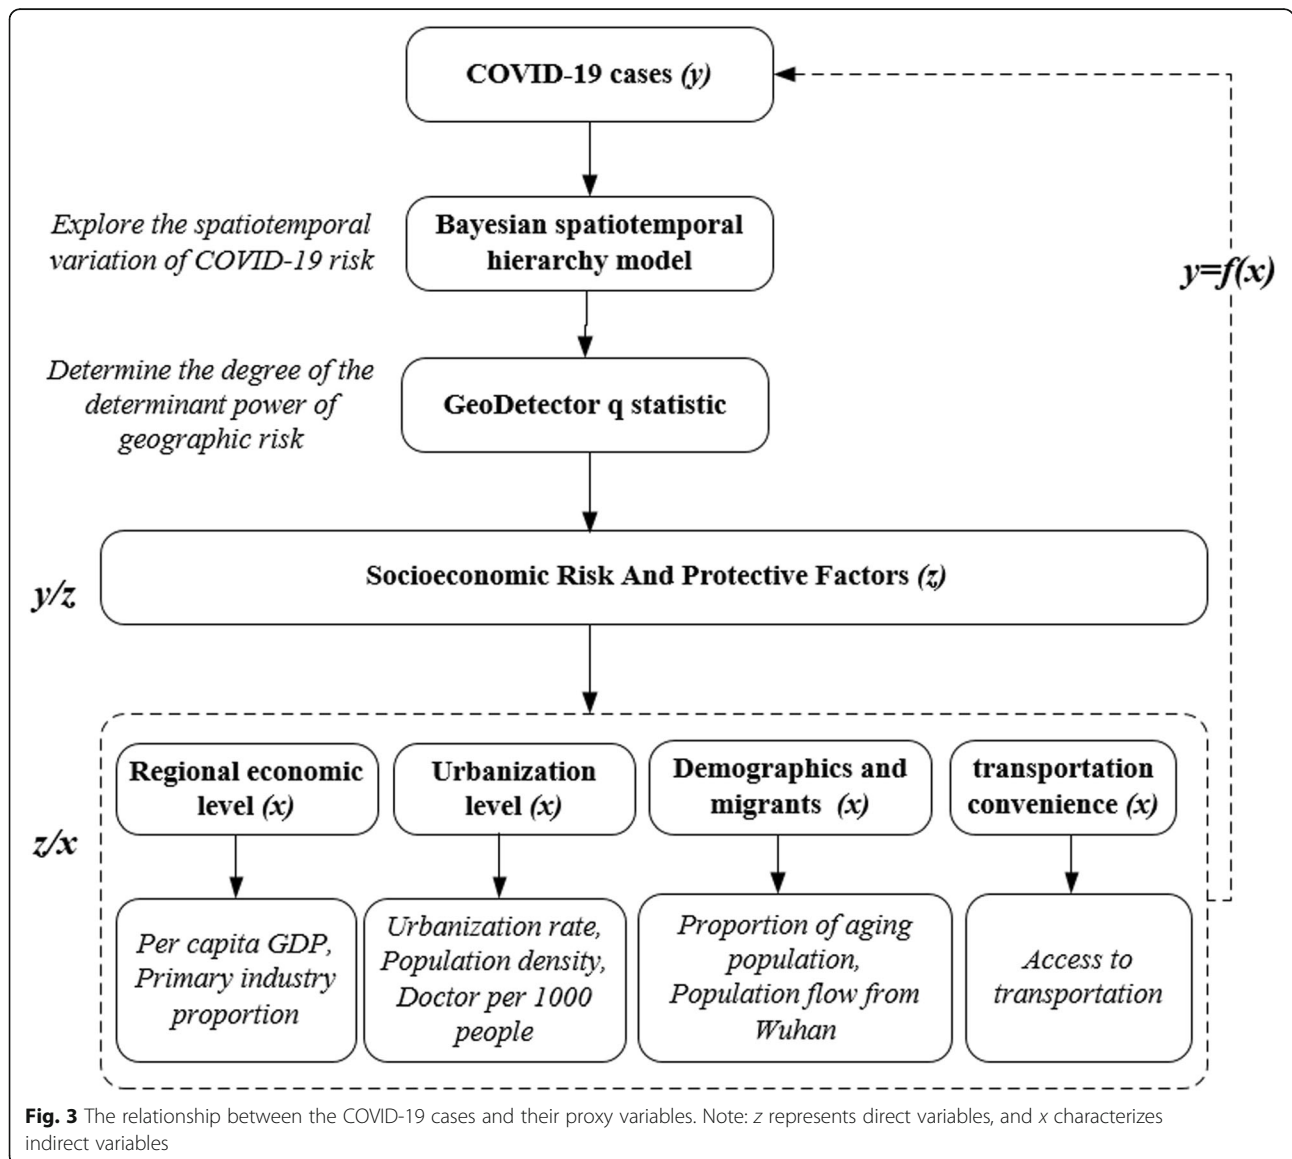 COVID-19 cases (y)
Explore the spatiotemporal
variation of COVID-19 risk
Bayesian spatiotemporal
hierarchy model
y=f(x)
Determine the degree of the
determinant power of
geographic risk
GeoDetector q statistic
y/z
Socioeconomic Risk And Protective Factors (z)
z/x
Regional economic
level (x)
Urbanization
level (x)
Demographics and
migrants (x)
transportation
convenience (x)
Per capita GDP,
Primary industry
proportion
Urbanization rate,
Population density,
Doctor per 1000
people
Proportion of aging
population,
Population flow from
Wuhan
Access to
transportation
Fig. 3 The relationship between the COVID-19 cases and their proxy variables. Note: z represents direct variables, and x characterizes
indirect variables